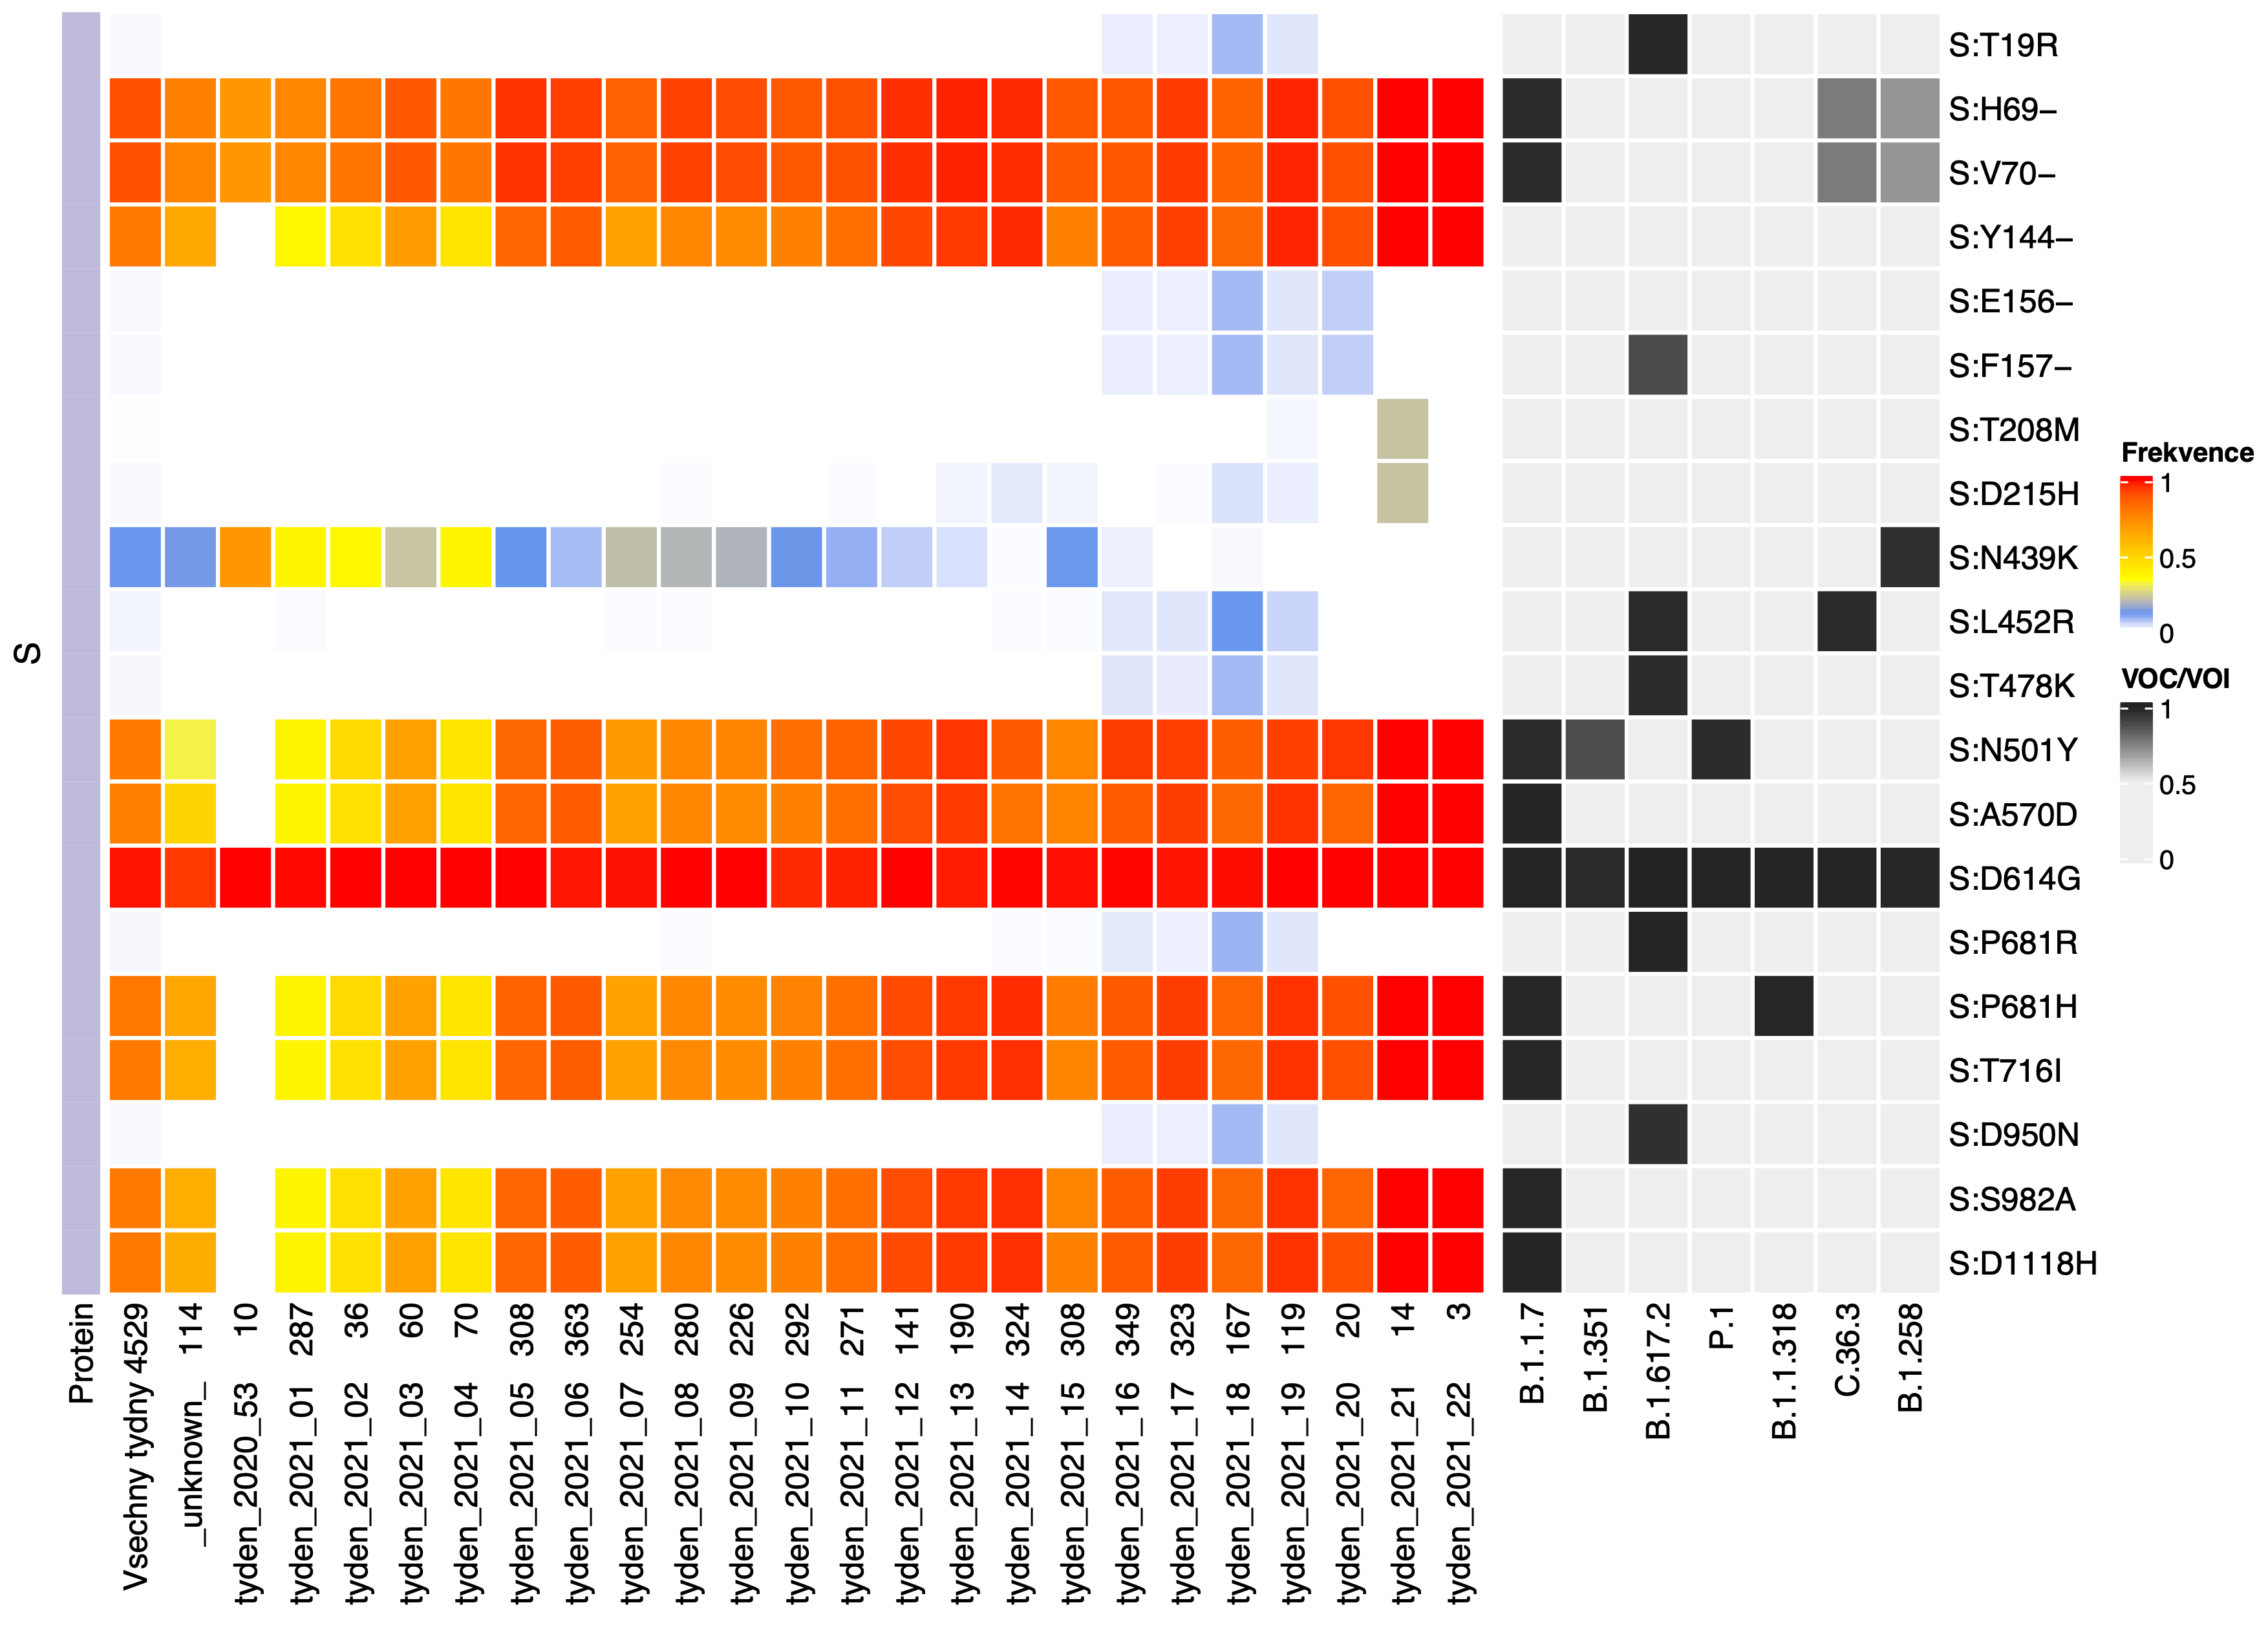 S:T19R
S:H69–
S:V70–
S:Y144–
S:E156–
S:F157–
S:T208M
S:D215H
S:N439K
S:L452R
S:T478K
S:N501Y
S:A570D
S:D614G
S:P681R
S:P681H
S:T716I
S:D950N
S:S982A
S:D1118H
S
Frekvence
1
0.5
0
VOC/VOI
1
0.5
0
Protein
Vsechny tydny 4529
_unknown_ 114
tyden_2020_53 10
tyden_2021_01 287
tyden_2021_02 36
tyden_2021_03 60
tyden_2021_04 70
tyden_2021_05 308
tyden_2021_06 363
tyden_2021_07 254
tyden_2021_08 280
tyden_2021_09 226
tyden_2021_10 292
tyden_2021_11 271
tyden_2021_12 141
tyden_2021_13 190
tyden_2021_14 324
tyden_2021_15 308
tyden_2021_16 349
tyden_2021_17 323
tyden_2021_18 167
tyden_2021_19 119
tyden_2021_20 20
tyden_2021_21 14
tyden_2021_22 3
B.1.1.7
B.1.351
B.1.617.2
P.1
B.1.1.318
C.36.3
B.1.258